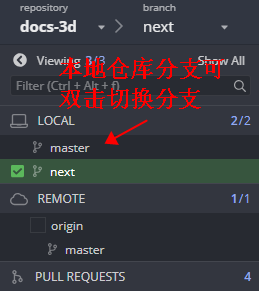 repository
branch
docs-3d
next
Viewing 3/3
Show All
本地仓库分支可
双击切换分支
Filter (Ctrl + Alt + f)
LOCAL
2/2
master
next
REMOTE
1/1
origin
master
PULL REQUESTS
4